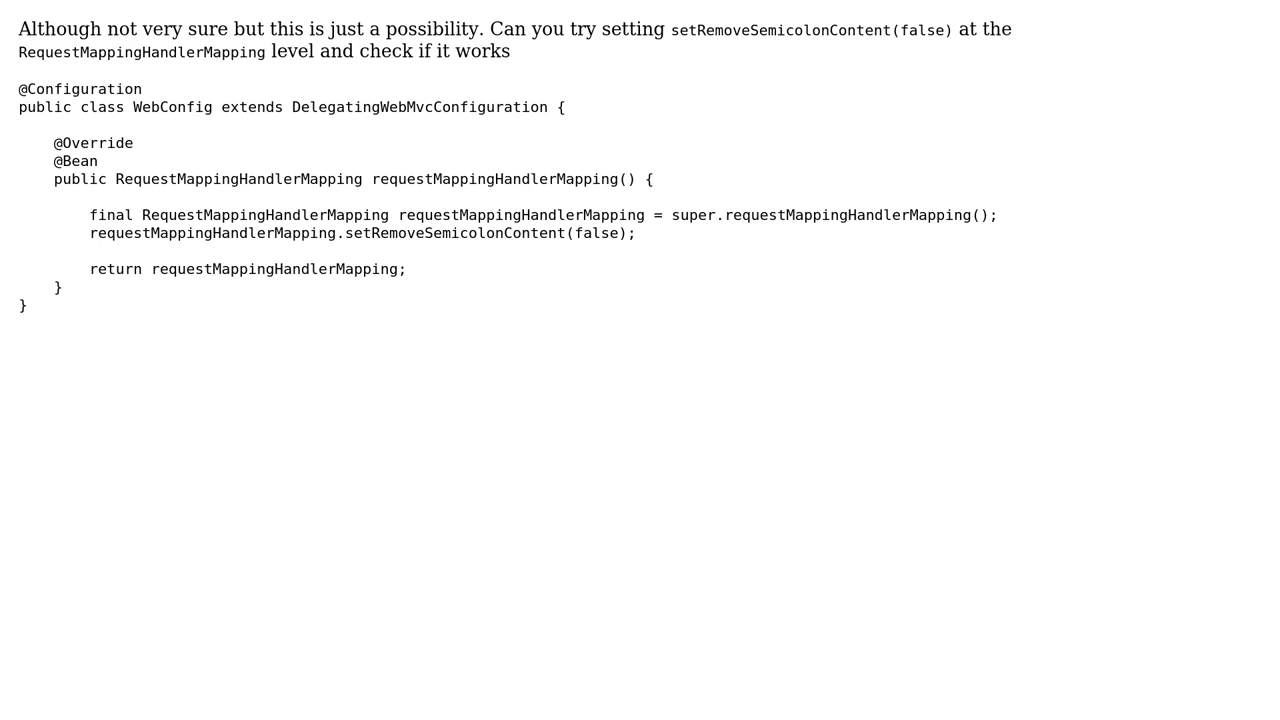 Although not very sure but this is just a possibility. Can you try setting setRemoveSemicolonContent(false) at the
RequestMappingHandlerMapping level and check if it works
@Configuration
public class WebConfig extends DelegatingWebMvcConfiguration {
    @Override
    @Bean
    public RequestMappingHandlerMapping requestMappingHandlerMapping() {
        final RequestMappingHandlerMapping requestMappingHandlerMapping = super.requestMappingHandlerMapping();
        requestMappingHandlerMapping.setRemoveSemicolonContent(false);
        return requestMappingHandlerMapping;
    }
}